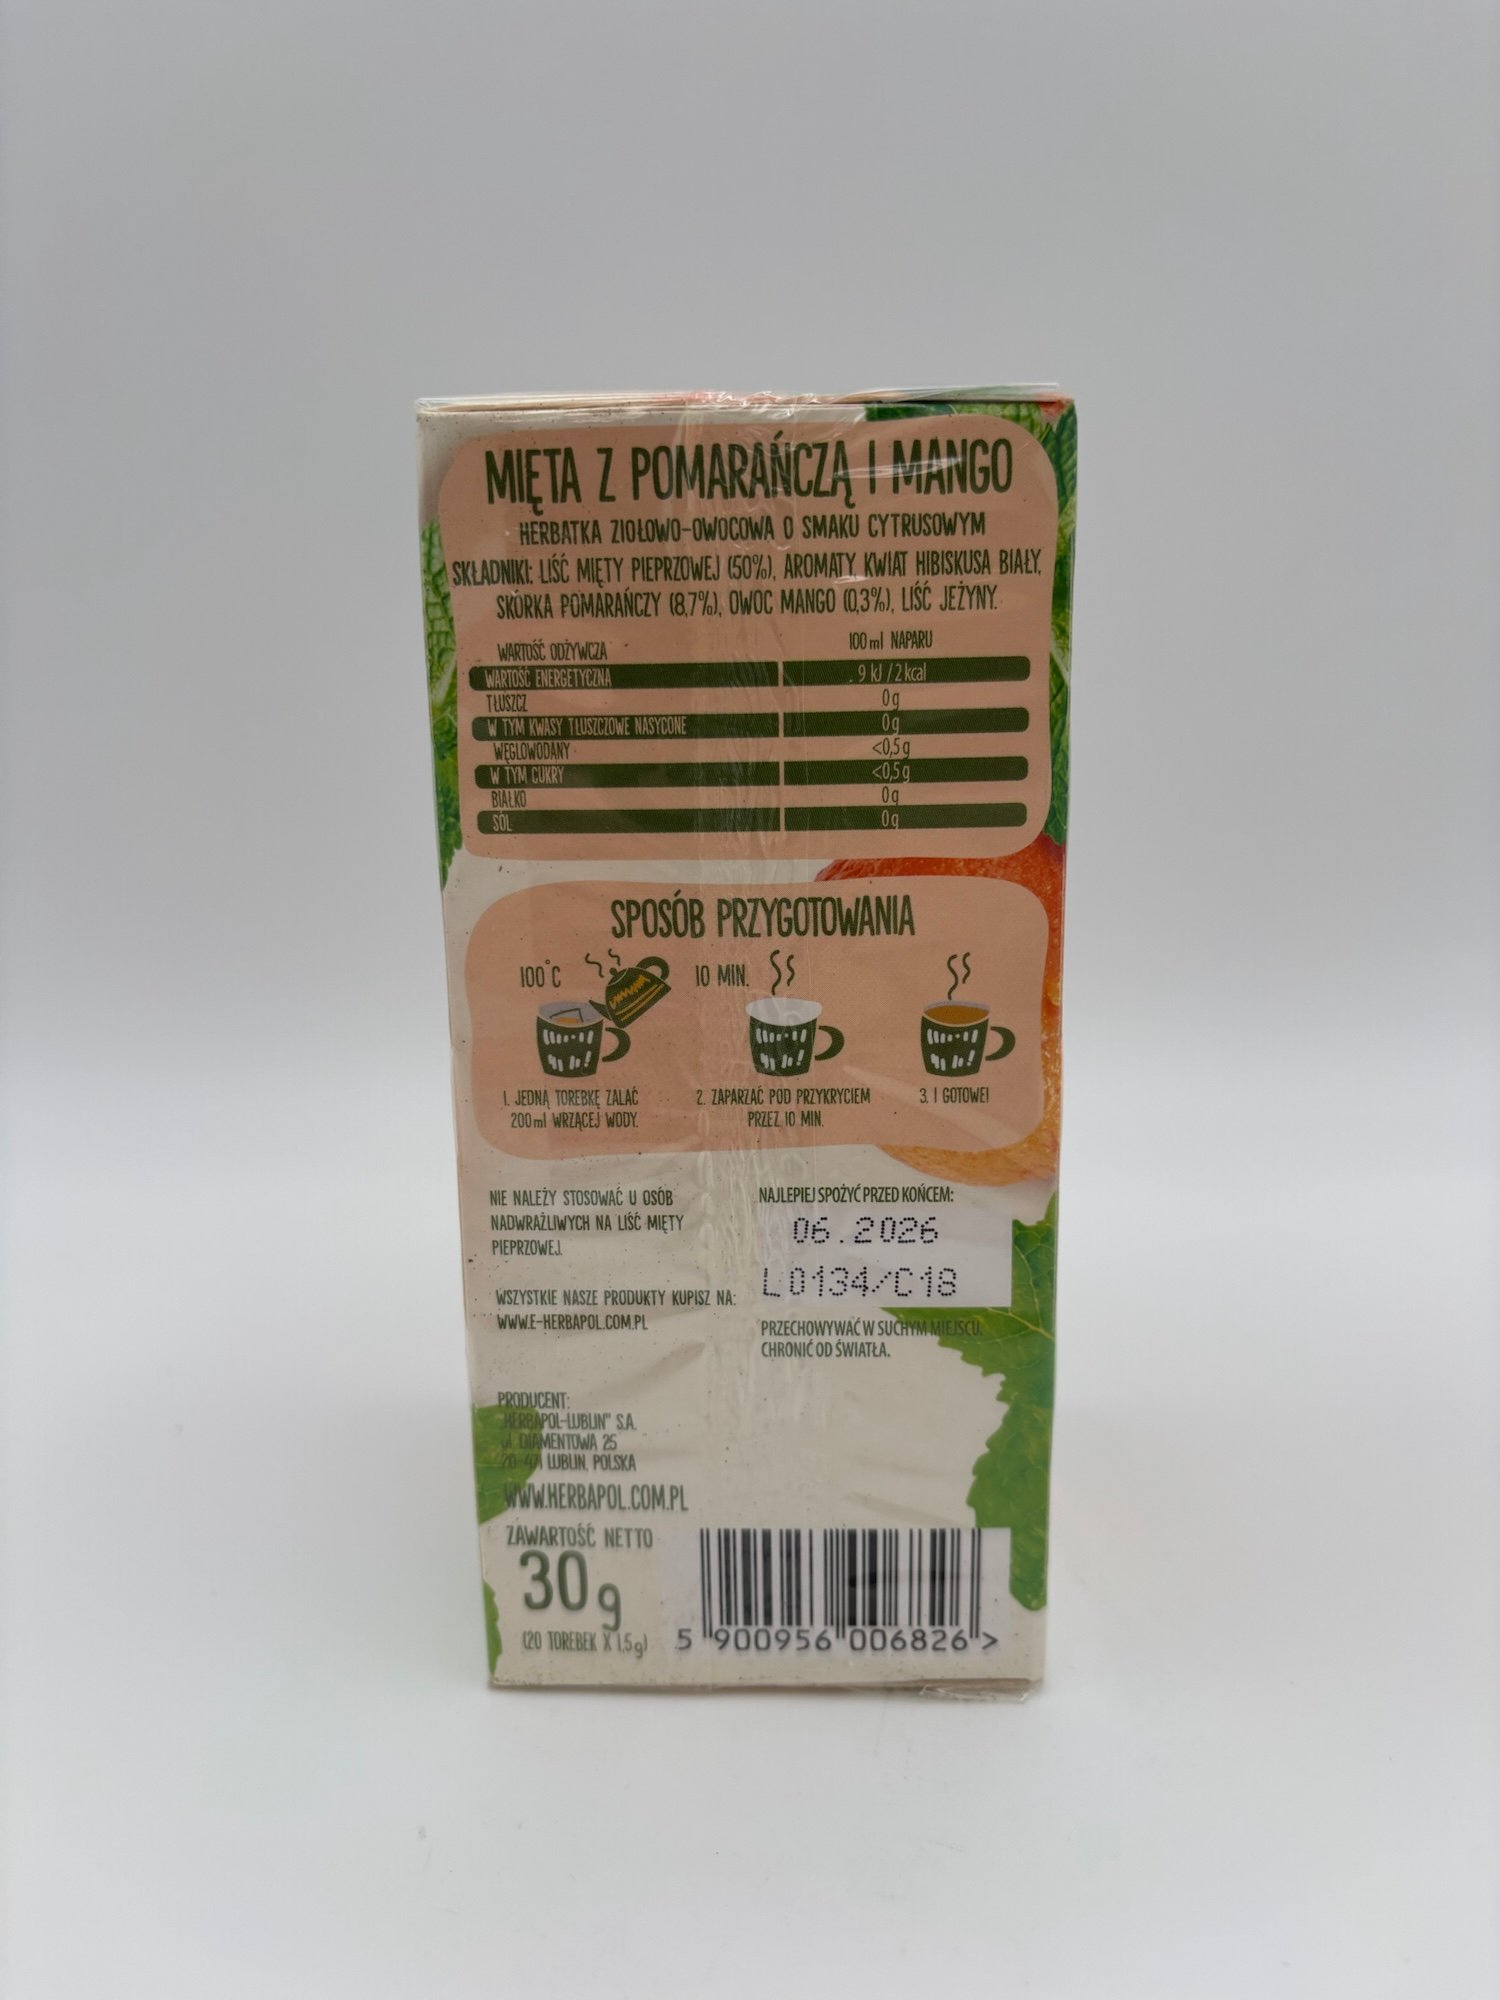 MIĘTA Z POMARAŃCZĄ I MANGO
HERBATKA ZIOŁOWO-OWOCOWA O SMAKU CYTRUSOWYM
SKŁADNIKI: LIŚĆ MIĘTY PIEPRZOWEJ (50%), AROMATY, KWIAT HIBISKUSA BIAŁY,
SKÓRKA POMARAŃCZY (8,7%), OWOC MANGO (0,3%), LIŚĆ JEŻYNY.
WARTOŚĆ ODŻYWCZA 100 ml NAPARU
WARTOŚĆ ENERGETYCZNA 9 kJ / 2 kcal
TŁUSZCZ 0 g
W TYM KWASY TŁUSZCZOWE NASYCONE 0 g
WĘGLOWODANY <0,5 g
W TYM CUKRY <0,5 g
BIAŁKO 0 g
SÓL 0 g
SPOSÓB PRZYGOTOWANIA
100°C
10 MIN.
1. JEDNĄ TOREBKĘ ZALAĆ
200 ml WRZĄCEJ WODY.
2. ZAPARZAĆ POD PRZYKRYCIEM
PRZEZ 10 MIN.
3. I GOTOWE!
NIE NALEŻY STOSOWAĆ U OSÓB
NADWRAŻLIWYCH NA LIŚĆ MIĘTY
PIEPRZOWEJ.
WSZYSTKIE NASZE PRODUKTY KUPISZ NA:
WWW.E-HERBAPOL.COM.PL
NAJLEPIEJ SPOŻYĆ PRZED KOŃCEM:
06.2026
L0134/C18
PRZECHOWYWAĆ W SUCHYM MIEJSCU.
CHRONIĆ OD ŚWIATŁA.
PRODUCENT:
„HERBAPOL-LUBLIN" S.A.
ul. DIAMENTOWA 25
20-471 LUBLIN, POLSKA
WWW.HERBAPOL.COM.PL
ZAWARTOŚĆ NETTO
30 g
(20 TOREBEK X 1,5 g)
5 900956 006826 >